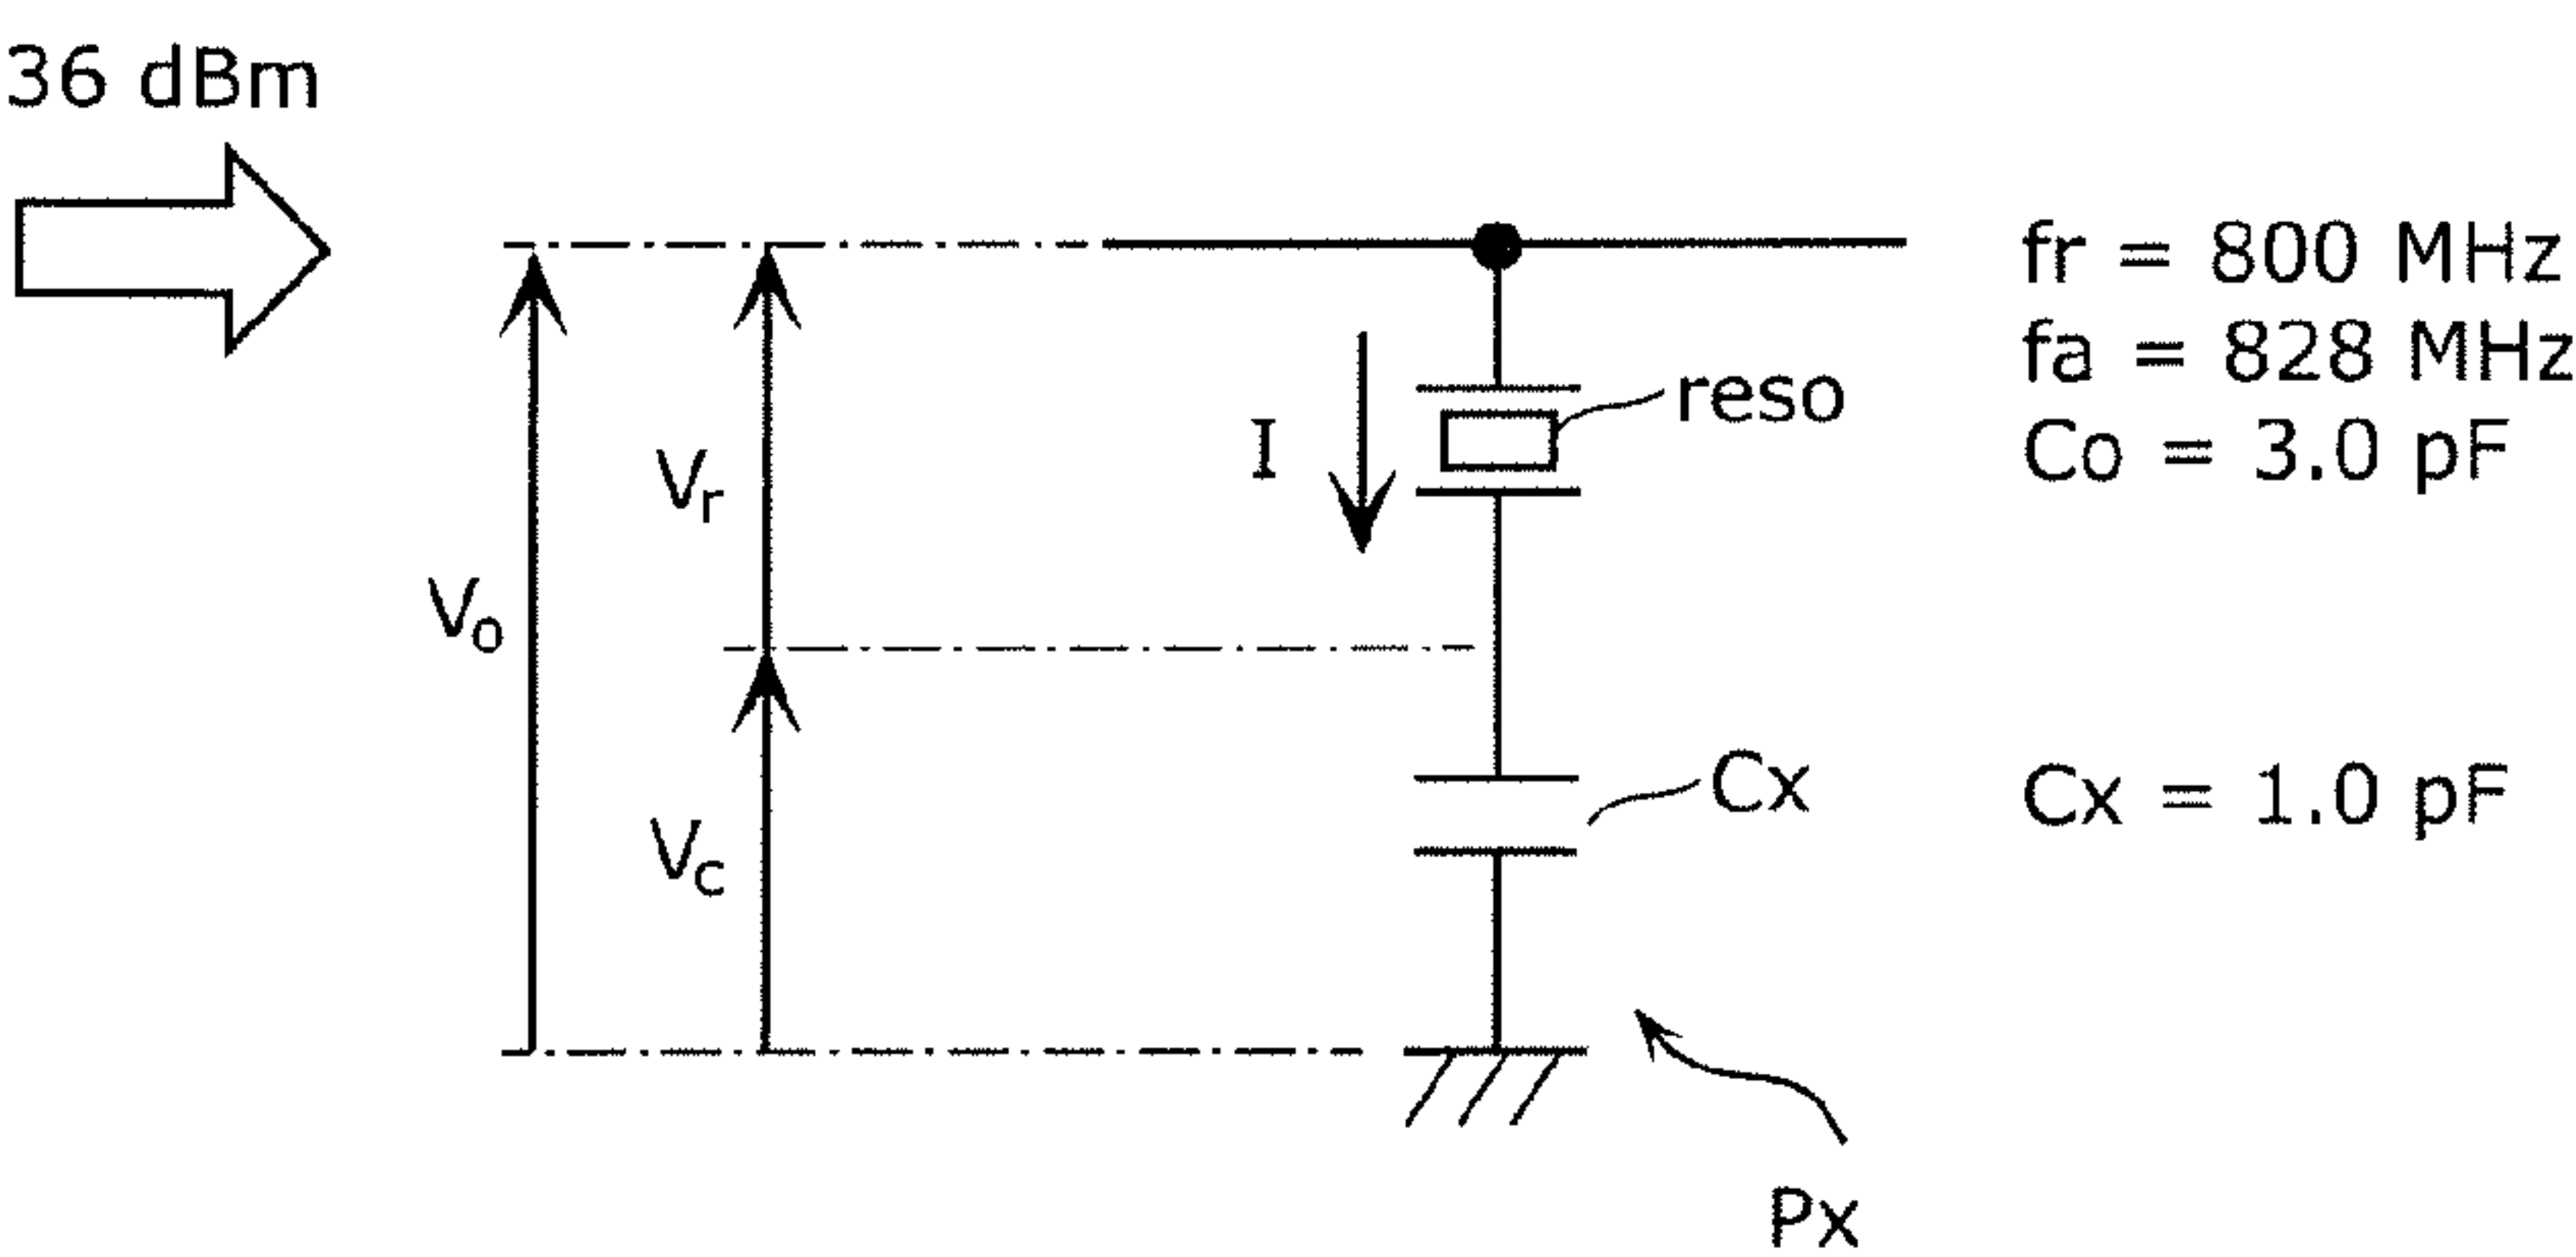 36 dBm
fr = 800 MHz
fa = 828 MHz
Co = 3.0 pF
reso
I
Vr
Vo
Cx
Cx = 1.0 pF
Vc
Px